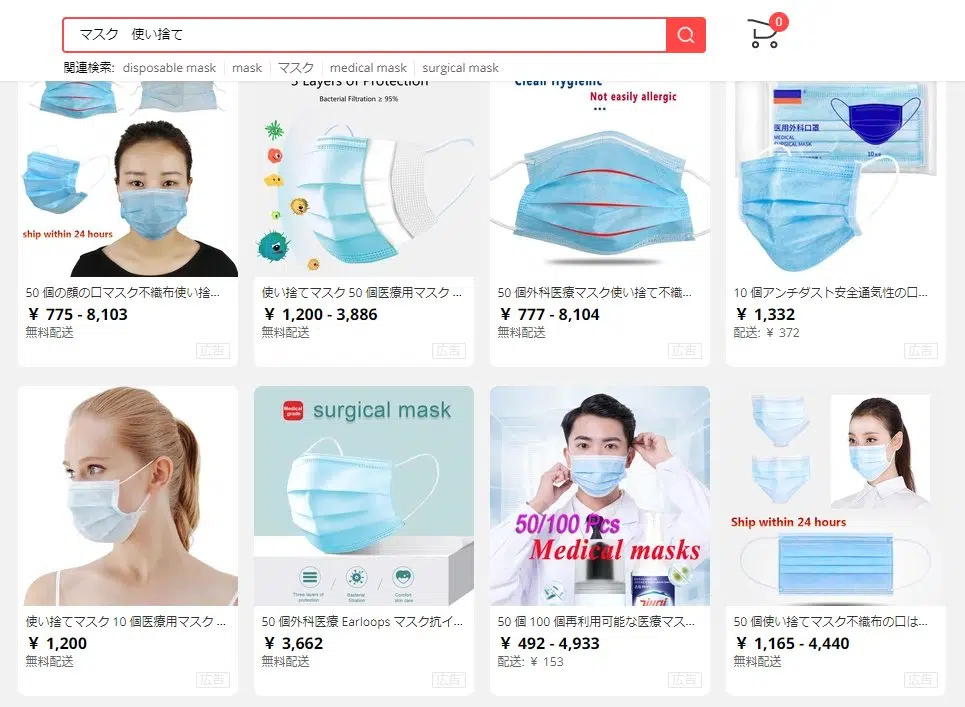 マスク　使い捨て
0
関連検索: disposable mask mask マスク medical mask surgical mask
3 Layers of Protection
Bacterial Filtration ≥ 95%
Clean Hygienic
Not easily allergic
医用外科口罩
MEDICAL
SURGICAL MASK
ship within 24 hours
50 個の顔の口マスク不織布使い捨...
¥ 775 - 8,103
無料配送
広告
使い捨てマスク 50 個医療用マスク ...
¥ 1,200 - 3,886
無料配送
広告
50 個外科医療マスク使い捨て不織...
¥ 777 - 8,104
無料配送
広告
10 個アンチダスト安全通気性の口...
¥ 1,332
配送: ¥ 372
広告
Medical
grade
surgical mask
Three layers of
protection
Bacterial
filtration
Comfort
skin care
50/100 Pcs
Medical masks
Ship within 24 hours
使い捨てマスク 10 個医療用マスク ...
¥ 1,200
無料配送
広告
50 個外科医療 Earloops マスク抗イ...
¥ 3,662
無料配送
広告
50 個 100 個再利用可能な医療マス...
¥ 492 - 4,933
配送: ¥ 153
広告
50 個使い捨てマスク不織布の口は...
¥ 1,165 - 4,440
無料配送
広告